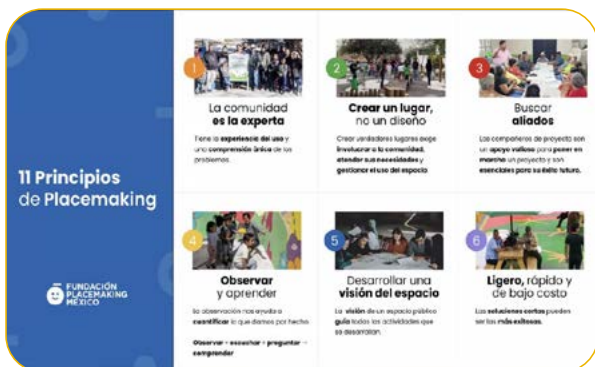 11 Principios
de Placemaking
FUNDACIÓN
PLACEMAKING
MÉXICO
1
La comunidad
es la experta
Tiene la experiencia del uso y
una comprensión única de los
problemas.
2
Crear un lugar,
no un diseño
Crear verdaderos lugares exige
involucrar a la comunidad,
atender sus necesidades y
gestionar el uso del espacio
3
Buscar
aliados
Los compañeros de proyecto son
un apoyo valioso para poner en
marcha un proyecto y son
esenciales para su éxito futuro.
4
Observar
y aprender
La observación nos ayuda a
cuantificar lo que damos por hecho
Observar - escuchar - preguntar -
comprender
5
Desarrollar una
visión del espacio
La visión de un espacio público
guía todas las actividades que
se desarrollan.
6
Ligero, rápido y
de bajo costo
Las soluciones cortas pueden
ser las más exitosas.